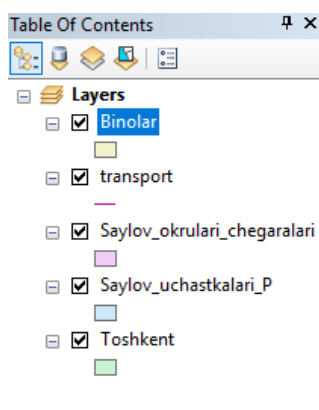 Table Of Contents
Layers
Binolar
transport
Saylov_okrulari_chegaralari
Saylov_uchastkalari_P
Toshkent